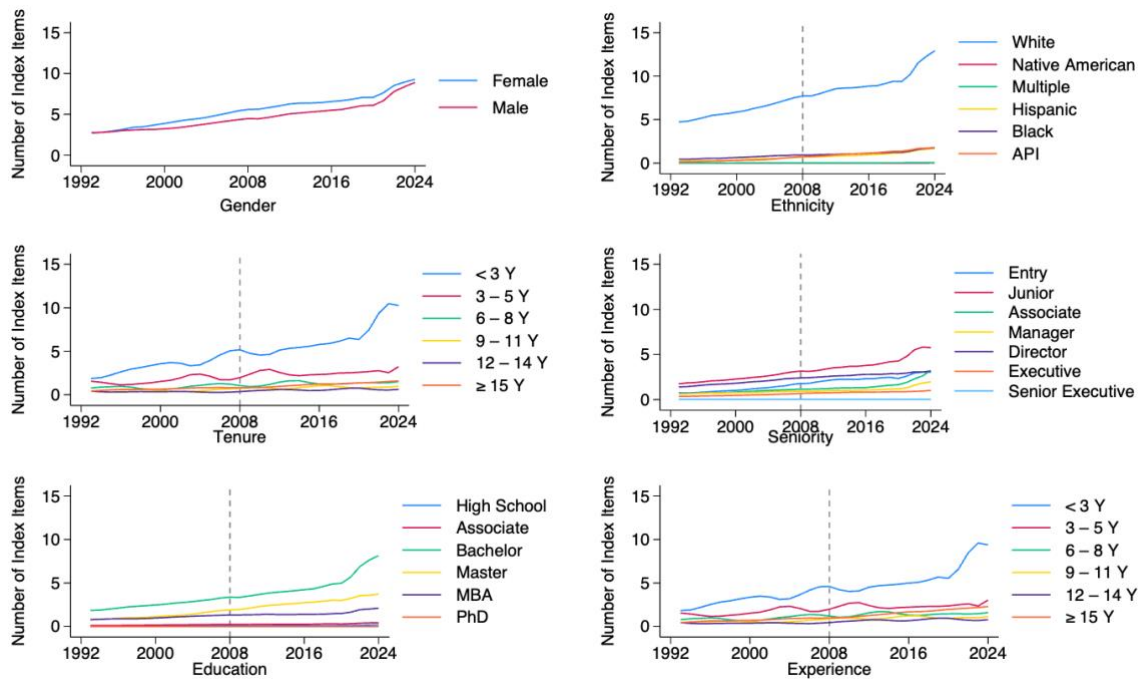 Number of Index Items
15
10
5
0
1992 2000 2008 2016 2024
Gender
Female
Male
Number of Index Items
15
10
5
0
1992 2000 2008 2016 2024
Ethnicity
White
Native American
Multiple
Hispanic
Black
API
Number of Index Items
15
10
5
0
1992 2000 2008 2016 2024
Tenure
< 3 Y
3 – 5 Y
6 – 8 Y
9 – 11 Y
12 – 14 Y
≥ 15 Y
Number of Index Items
15
10
5
0
1992 2000 2008 2016 2024
Seniority
Entry
Junior
Associate
Manager
Director
Executive
Senior Executive
Number of Index Items
15
10
5
0
1992 2000 2008 2016 2024
Education
High School
Associate
Bachelor
Master
MBA
PhD
Number of Index Items
15
10
5
0
1992 2000 2008 2016 2024
Experience
< 3 Y
3 – 5 Y
6 – 8 Y
9 – 11 Y
12 – 14 Y
≥ 15 Y